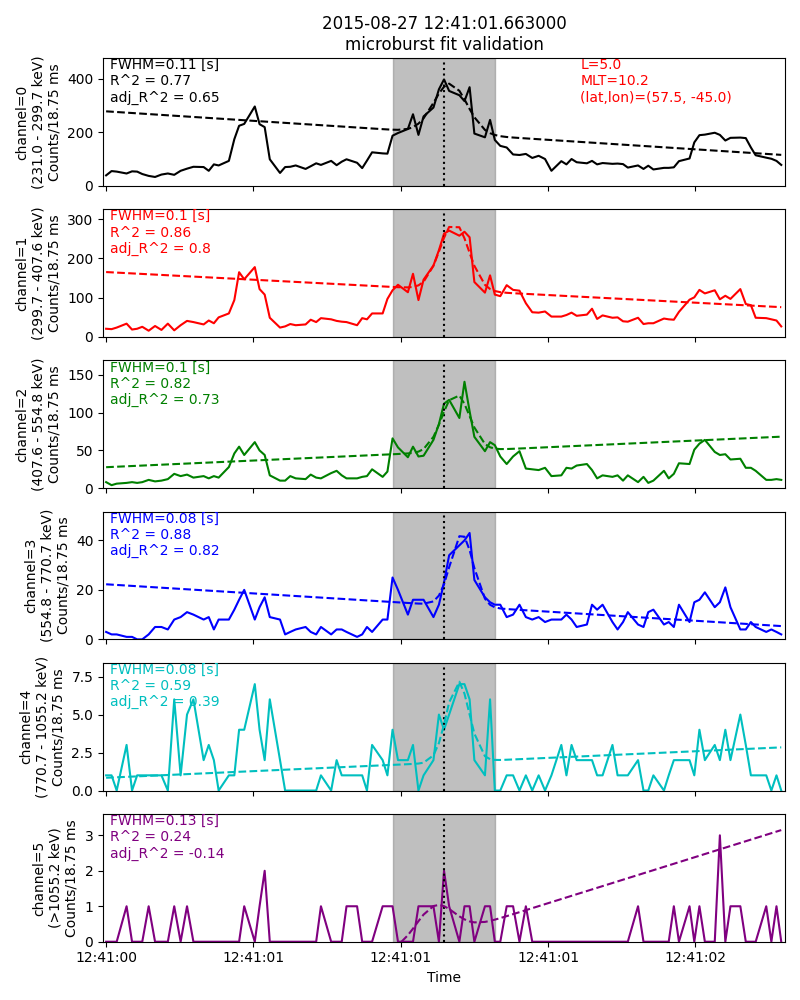 2015-08-27 12:41:01.663000
microburst fit validation
channel=0
(231.0 - 299.7 keV)
Counts/18.75 ms
400
200
0
FWHM=0.11 [s]
R^2 = 0.77
adj_R^2 = 0.65
L=5.0
MLT=10.2
(lat,lon)=(57.5, -45.0)
channel=1
(299.7 - 407.6 keV)
Counts/18.75 ms
300
200
100
0
FWHM=0.1 [s]
R^2 = 0.86
adj_R^2 = 0.8
channel=2
(407.6 - 554.8 keV)
Counts/18.75 ms
150
100
50
0
FWHM=0.1 [s]
R^2 = 0.82
adj_R^2 = 0.73
channel=3
(554.8 - 770.7 keV)
Counts/18.75 ms
40
20
0
FWHM=0.08 [s]
R^2 = 0.88
adj_R^2 = 0.82
channel=4
(770.7 - 1055.2 keV)
Counts/18.75 ms
7.5
5.0
2.5
0.0
FWHM=0.08 [s]
R^2 = 0.59
adj_R^2 = 0.39
channel=5
(>1055.2 keV)
Counts/18.75 ms
3
2
1
0
FWHM=0.13 [s]
R^2 = 0.24
adj_R^2 = -0.14
12:41:00 12:41:01 12:41:01 12:41:01 12:41:02
Time